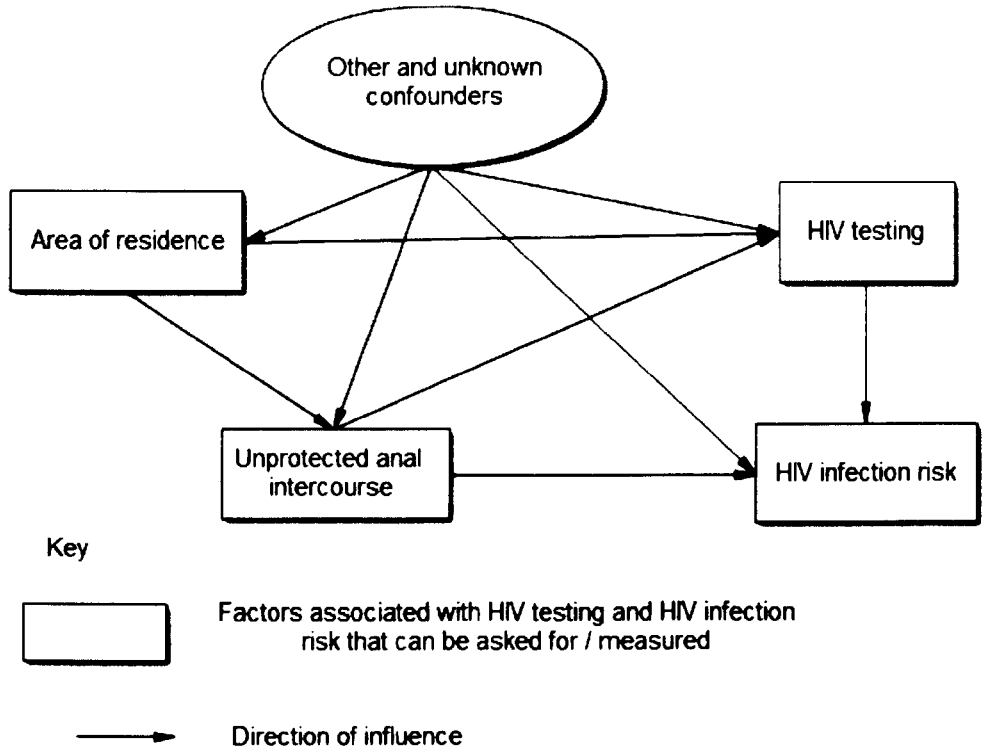 Other and unknown
confounders
Area of residence
HIV testing
Unprotected anal
intercourse
HIV infection risk
Key
Factors associated with HIV testing and HIV infection
risk that can be asked for / measured
Direction of influence